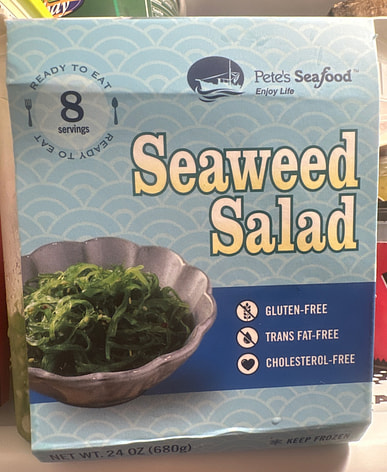 READY TO EAT
8
servings
READY TO EAT
Pete's Seafood™
Enjoy Life
Seaweed
Salad
GLUTEN-FREE
TRANS FAT-FREE
CHOLESTEROL-FREE
NET WT. 24 OZ (680g)
KEEP FROZEN